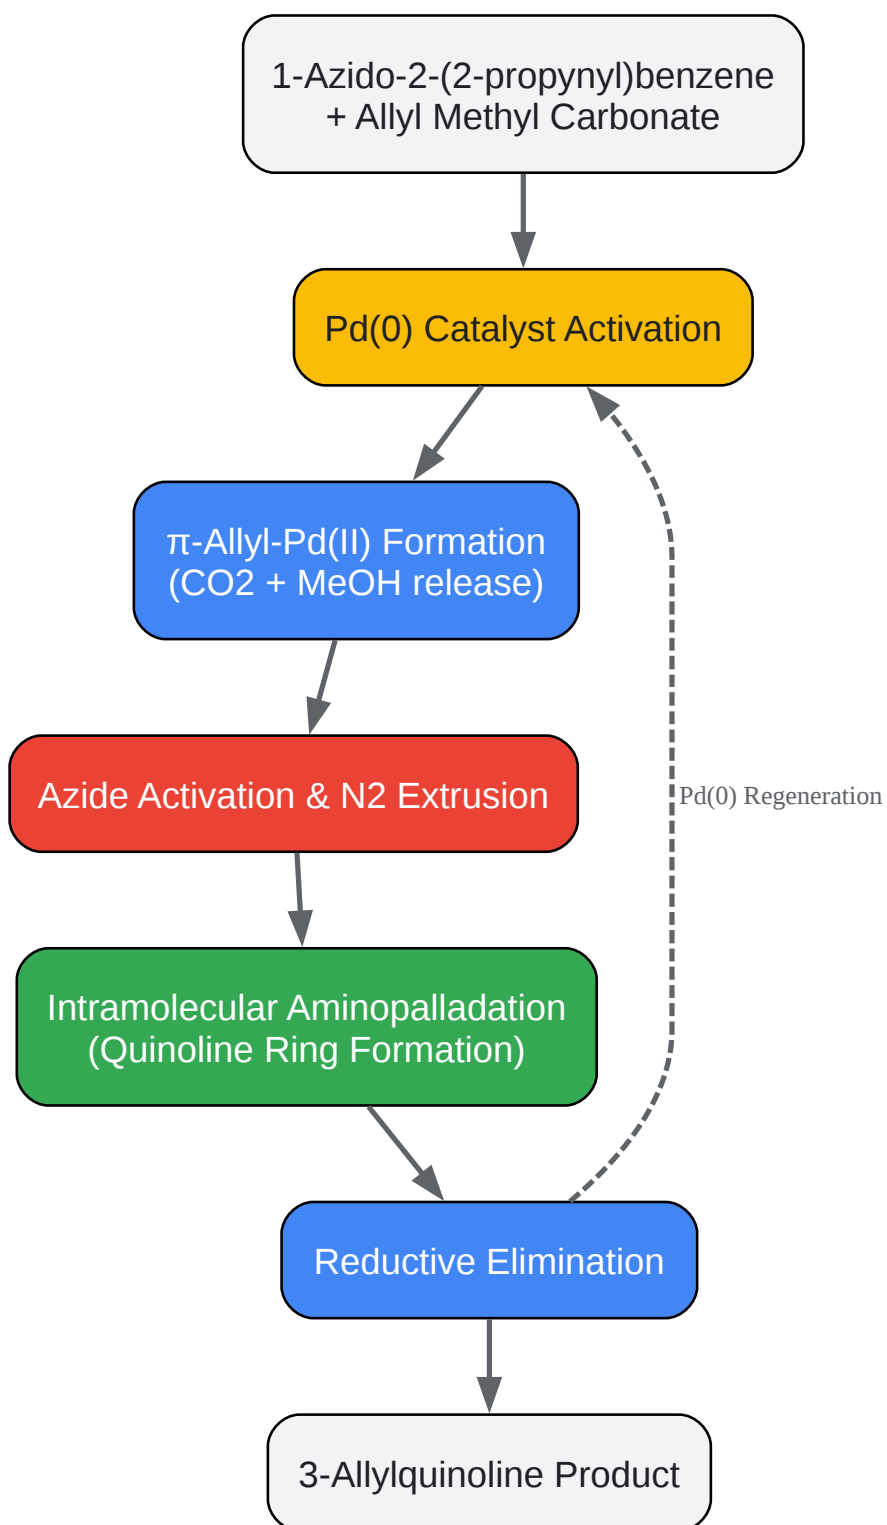 1-Azido-2-(2-propynyl)benzene
+ Allyl Methyl Carbonate
Pd(0) Catalyst Activation
π-Allyl-Pd(II) Formation
(CO2 + MeOH release)
Azide Activation & N2 Extrusion
Pd(0) Regeneration
Intramolecular Aminopalladation
(Quinoline Ring Formation)
Reductive Elimination
3-Allylquinoline Product